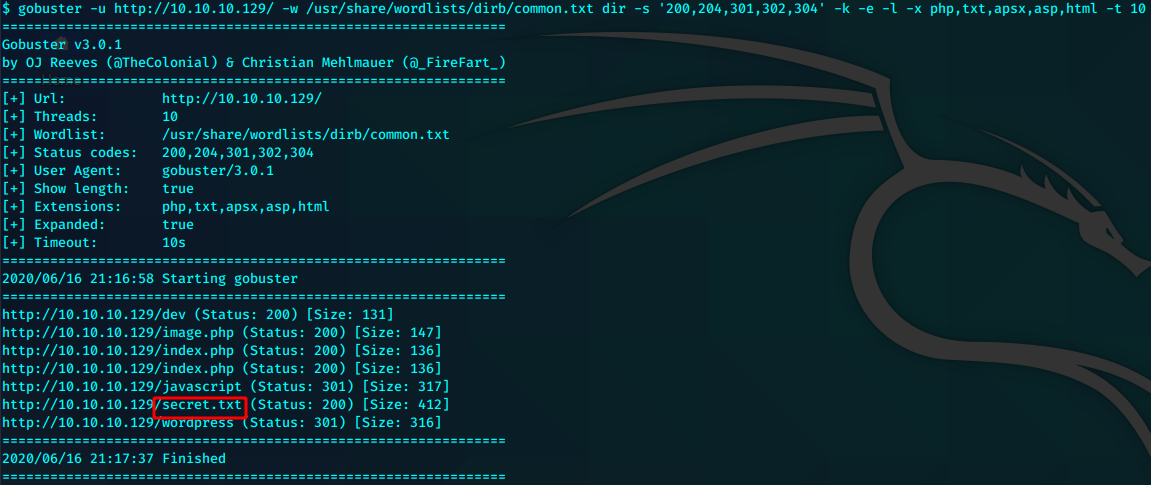 $ gobuster -u http://10.10.10.129/ -w /usr/share/wordlists/dirb/common.txt dir -s '200,204,301,302,304' -k -e -l -x php,txt,apsx,asp,html -t 10
===============================================================
Gobuster v3.0.1
by OJ Reeves (@TheColonial) & Christian Mehlmauer (@_FireFart_)
===============================================================
[+] Url:            http://10.10.10.129/
[+] Threads:        10
[+] Wordlist:       /usr/share/wordlists/dirb/common.txt
[+] Status codes:   200,204,301,302,304
[+] User Agent:     gobuster/3.0.1
[+] Show length:    true
[+] Extensions:     php,txt,apsx,asp,html
[+] Expanded:       true
[+] Timeout:        10s
===============================================================
2020/06/16 21:16:58 Starting gobuster
===============================================================
http://10.10.10.129/dev (Status: 200) [Size: 131]
http://10.10.10.129/image.php (Status: 200) [Size: 147]
http://10.10.10.129/index.php (Status: 200) [Size: 136]
http://10.10.10.129/index.php (Status: 200) [Size: 136]
http://10.10.10.129/javascript (Status: 301) [Size: 317]
http://10.10.10.129/secret.txt (Status: 200) [Size: 412]
http://10.10.10.129/wordpress (Status: 301) [Size: 316]
===============================================================
2020/06/16 21:17:37 Finished
===============================================================